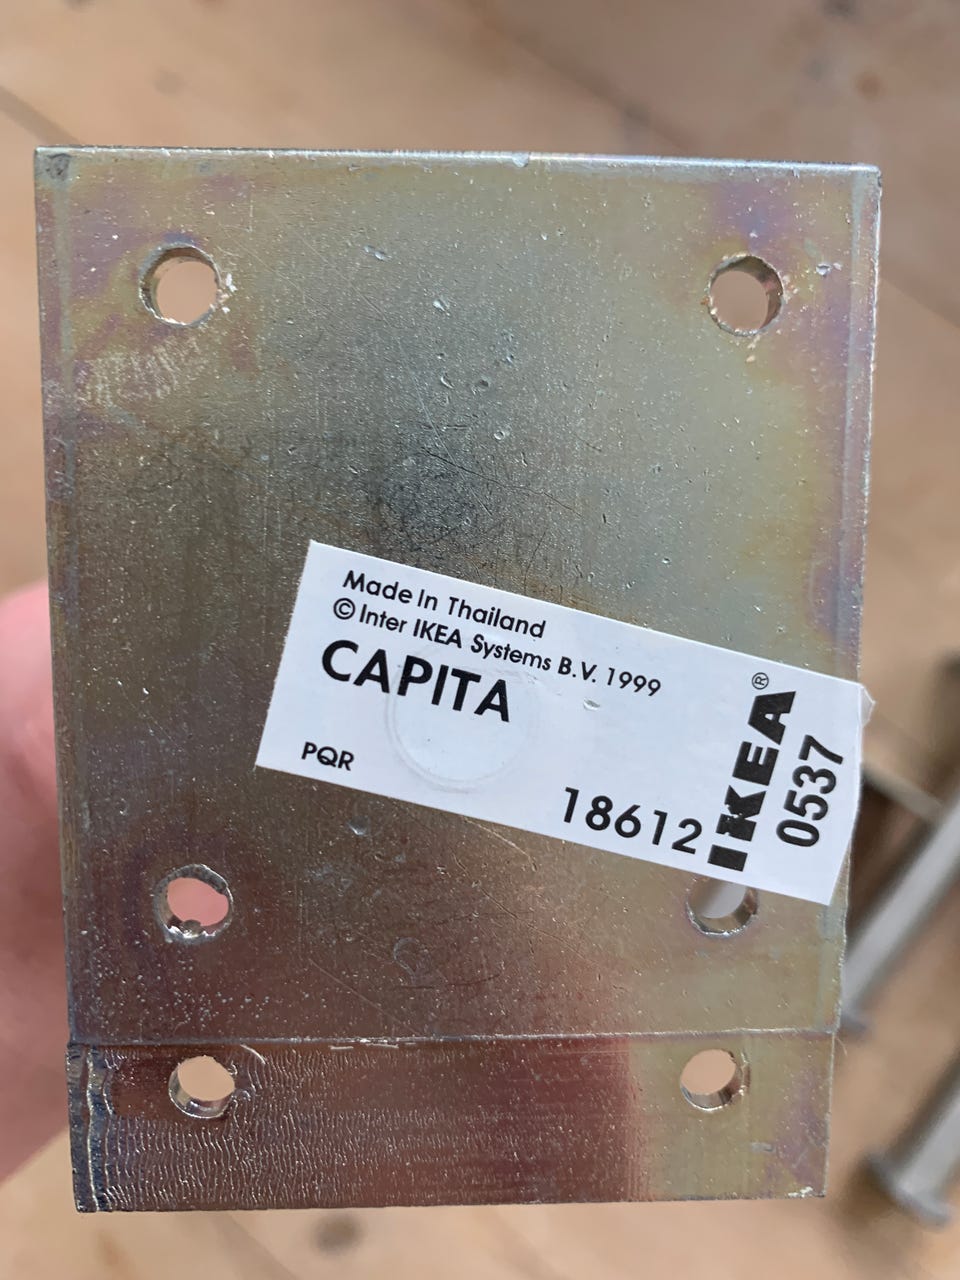 Made In Thailand
© Inter IKEA Systems B.V. 1999
CAPITA
PQR
18612
IKEA®
0537